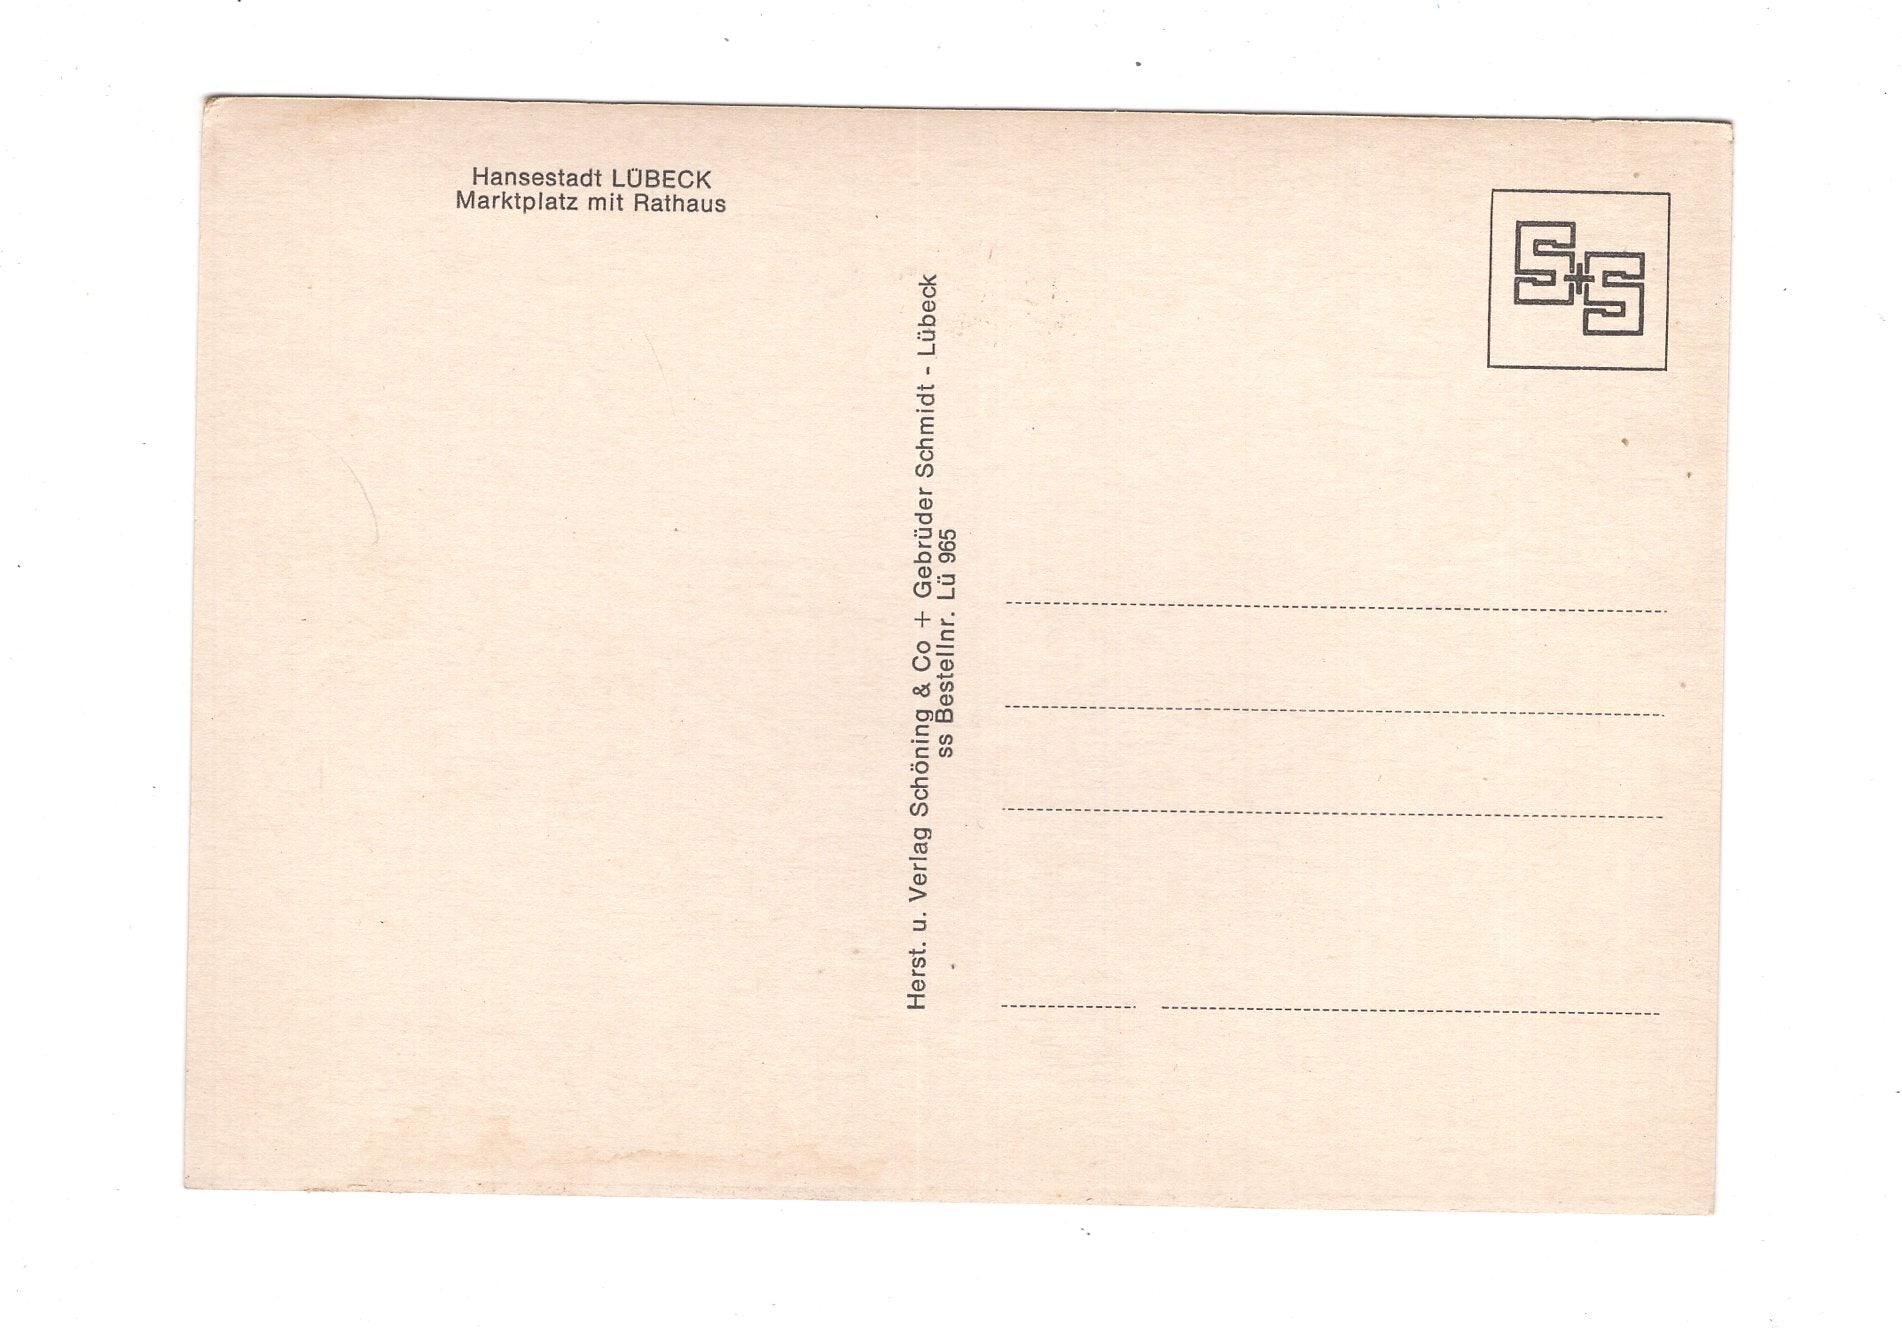 Hansestadt LÜBECK
Marktplatz mit Rathaus
S+S
Herst. u. Verlag Schöning & Co + Gebrüder Schmidt - Lübeck
ss Bestellnr. Lü 965